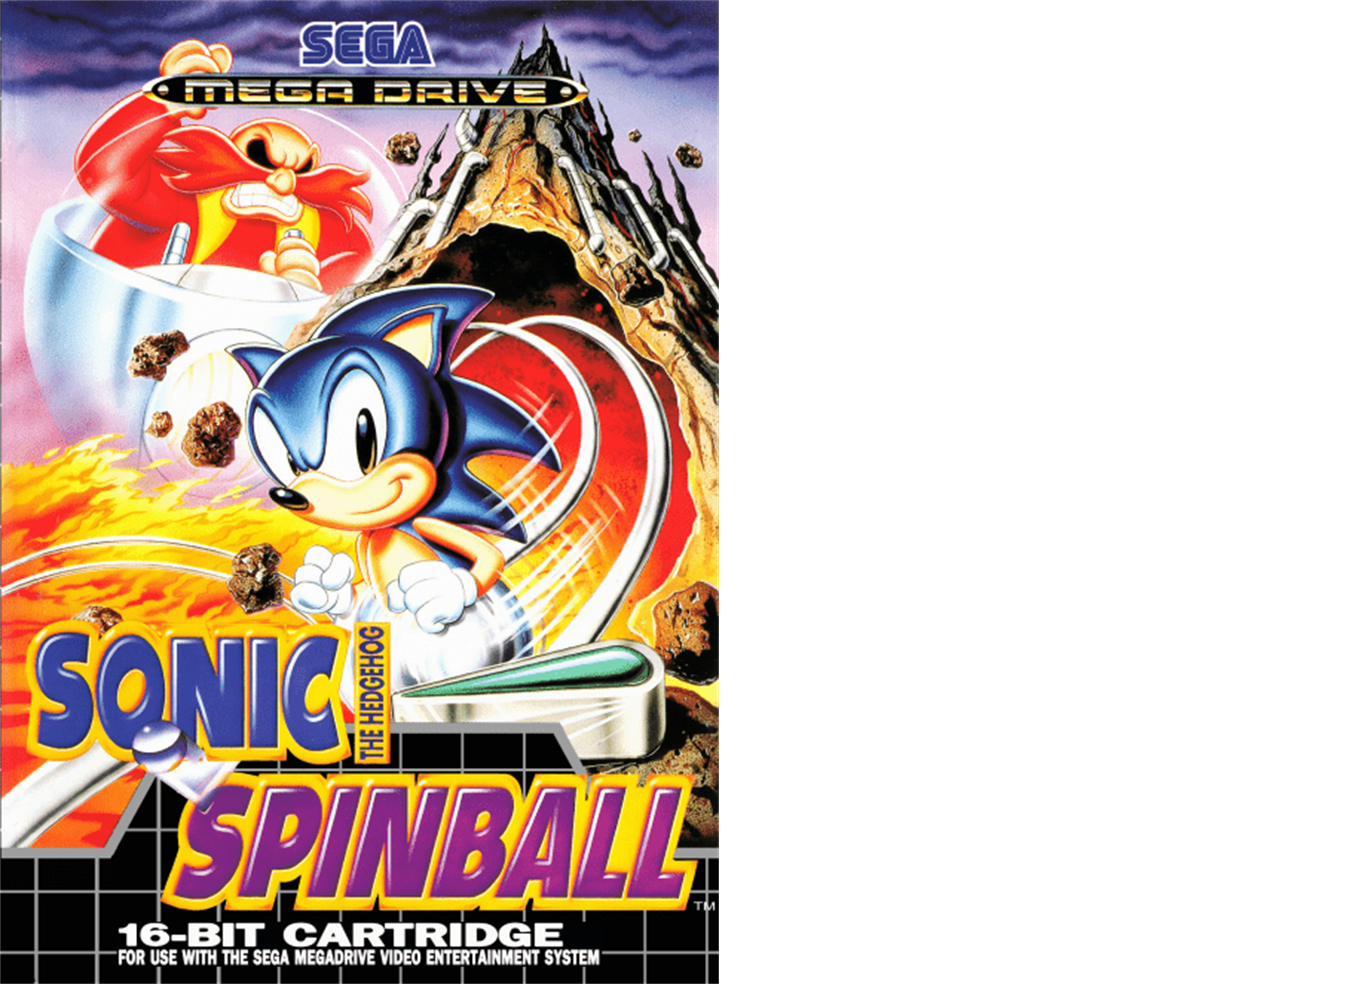 SEGA
MEGA DRIVE
SONIC
THE HEDGEHOG
SPINBALL
TM
16-BIT CARTRIDGE
FOR USE WITH THE SEGA MEGADRIVE VIDEO ENTERTAINMENT SYSTEM